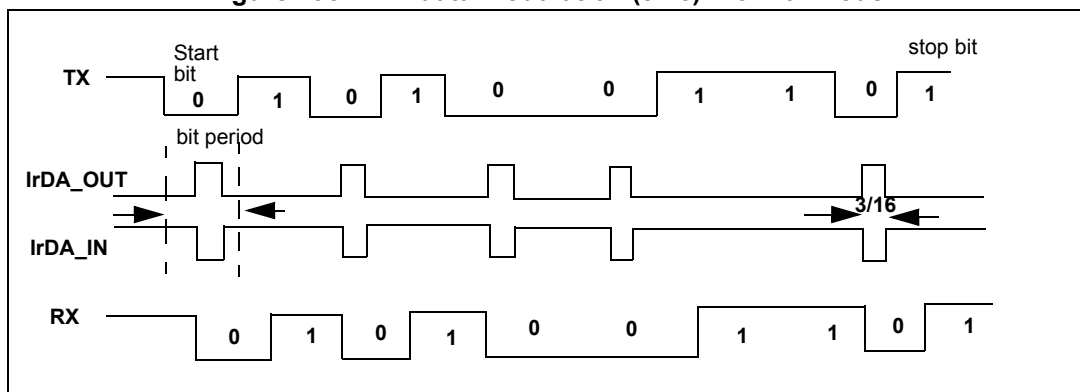 Start
bit
stop bit
TX
0 1 0 1 0 0 1 1 0 1
bit period
IrDA_OUT
3/16
IrDA_IN
RX
0 1 0 1 0 0 1 1 0 1